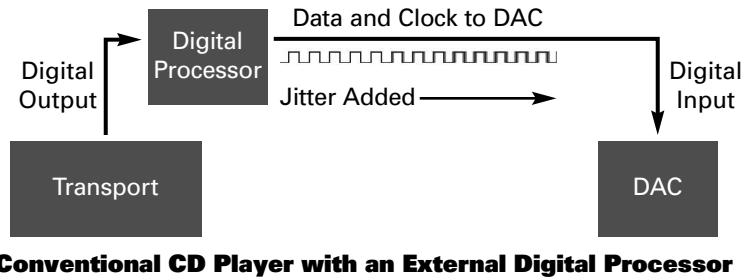 Data and Clock to DAC
Digital
Processor
Digital
Output
Jitter Added
Digital
Input
Transport
DAC
Conventional CD Player with an External Digital Processor